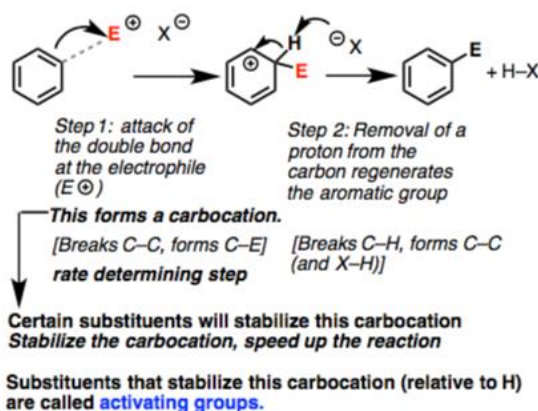 E ⊕ X ⊖
H ⊖ X
⊕ E
E
+ H–X
Step 1: attack of
the double bond
at the electrophile
(E ⊕)
Step 2: Removal of a
proton from the
carbon regenerates
the aromatic group
This forms a carbocation.
[Breaks C–C, forms C–E]
rate determining step
[Breaks C–H, forms C–C
(and X–H)]
Certain substituents will stabilize this carbocation
Stabilize the carbocation, speed up the reaction
Substituents that stabilize this carbocation (relative to H)
are called activating groups.